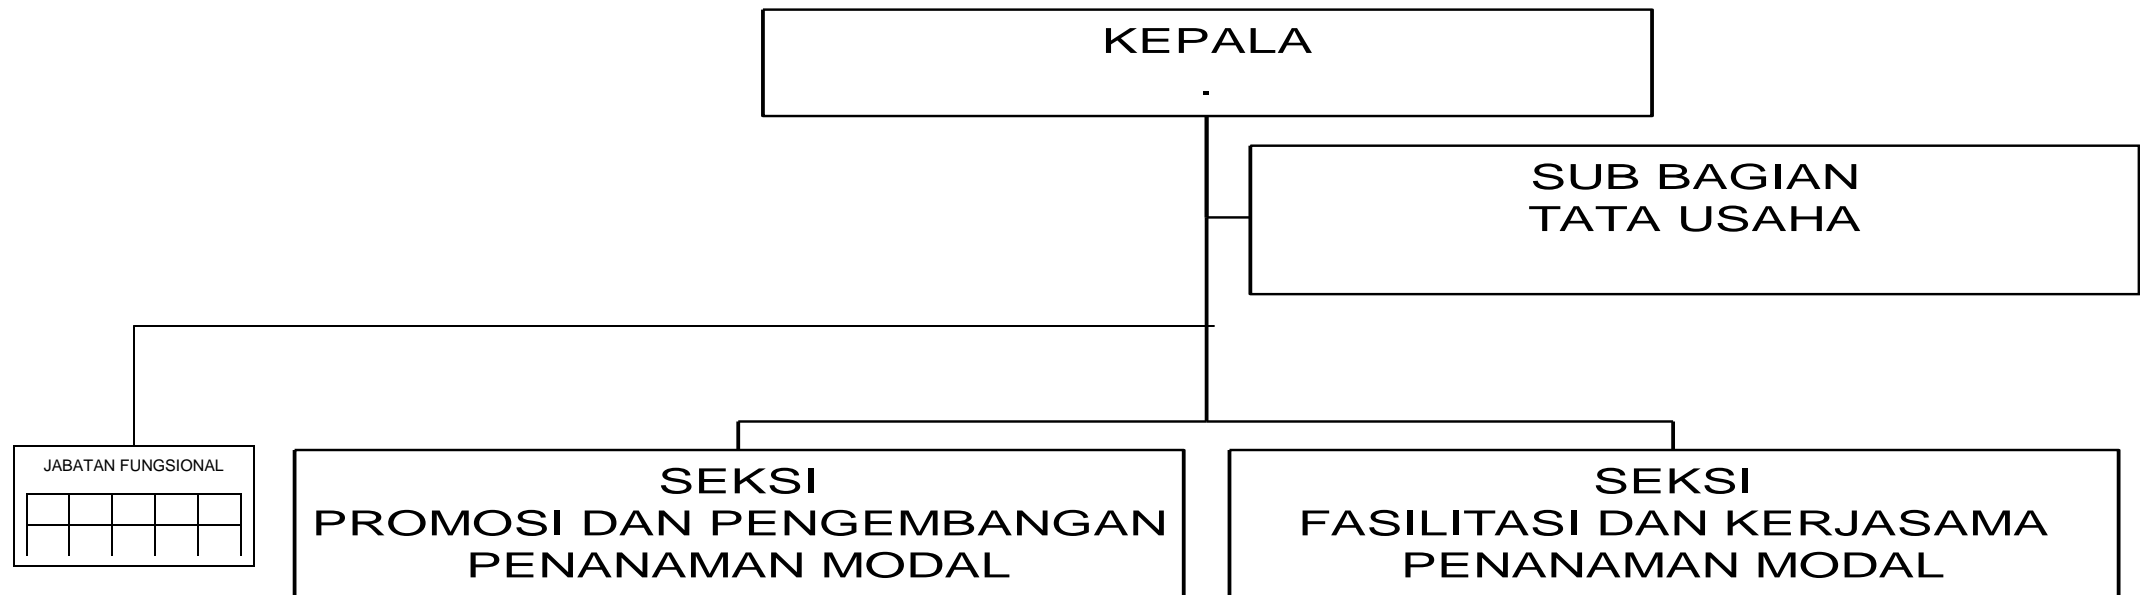 KEPALA
-
SUB BAGIAN
TATA USAHA
JABATAN FUNGSIONAL
SEKSI
PROMOSI DAN PENGEMBANGAN
PENANAMAN MODAL
SEKSI
FASILITASI DAN KERJASAMA
PENANAMAN MODAL